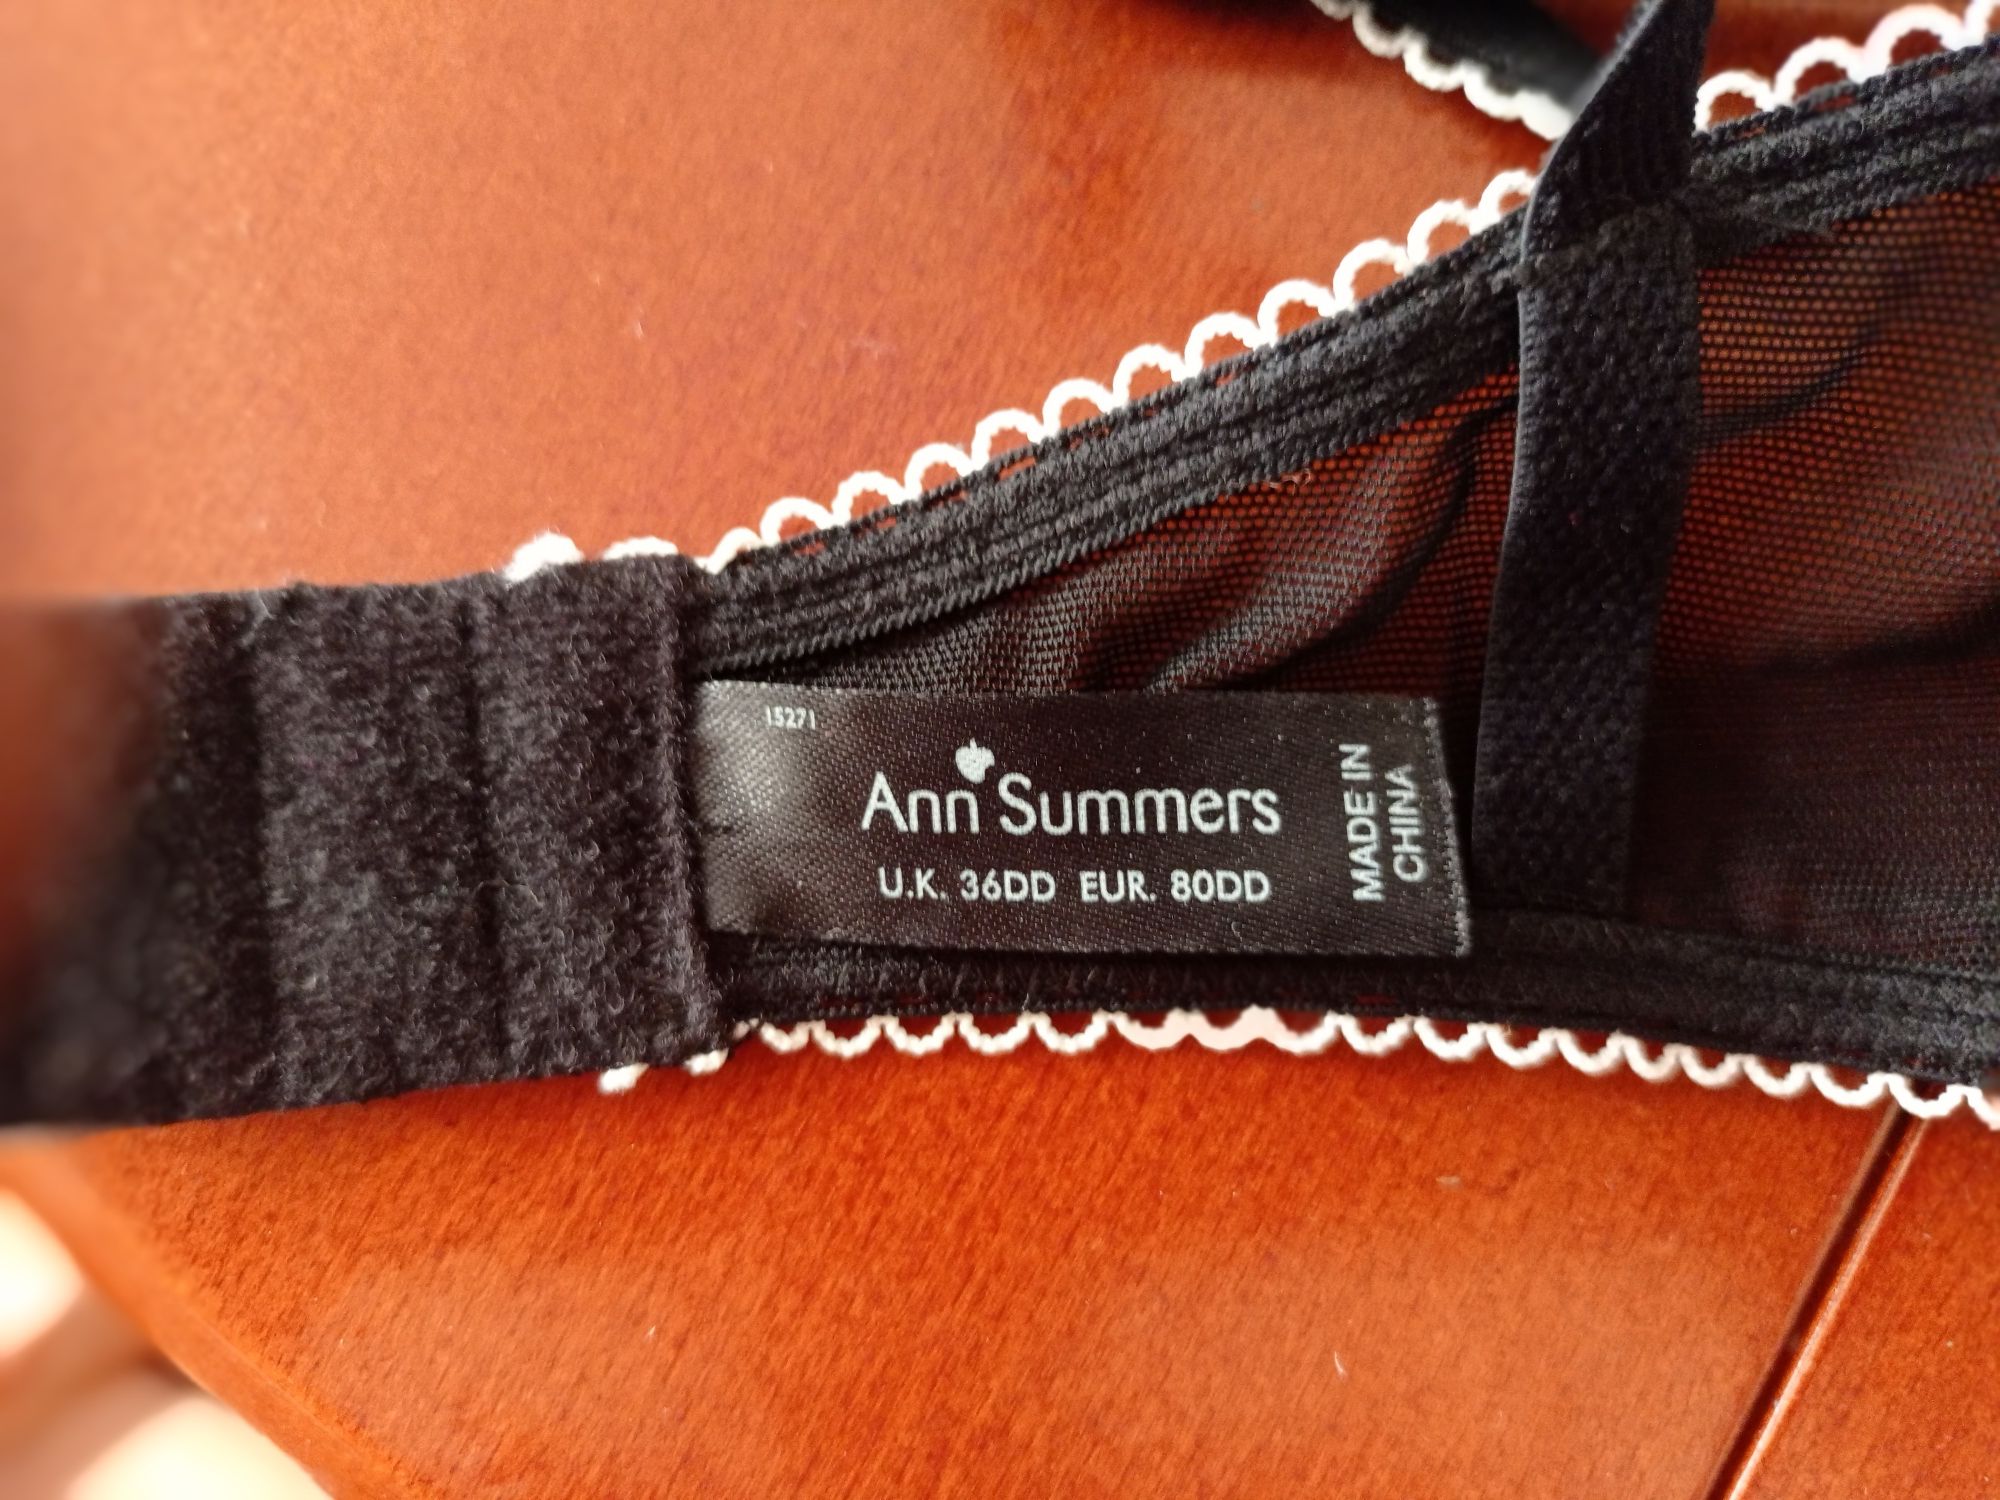 15271
Ann Summers
U.K. 36DD EUR. 80DD
MADE IN
CHINA